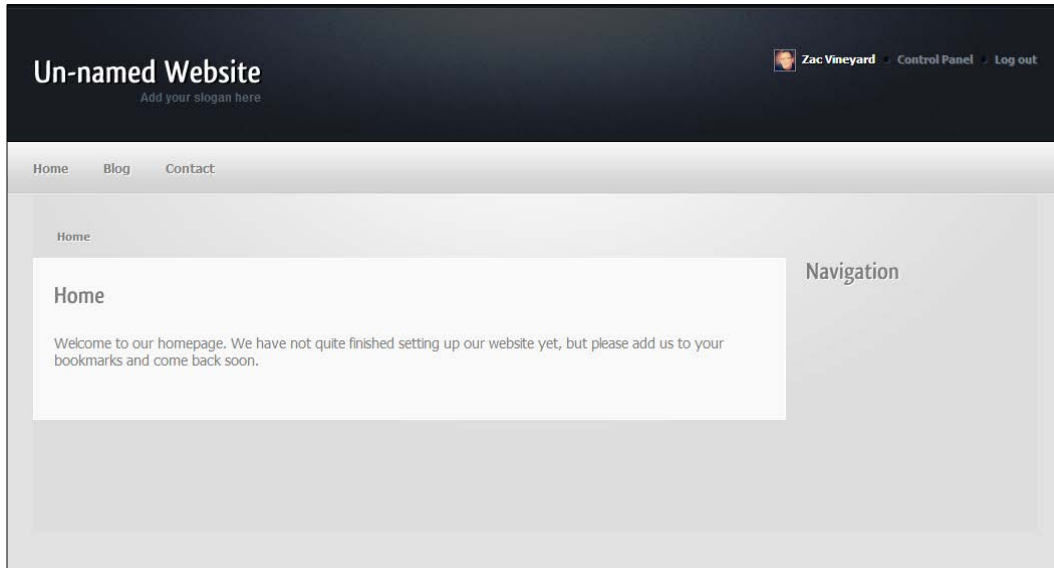 Un-named Website
Add your slogan here
Zac Vineyard Control Panel Log out
Home Blog Contact
Home
Navigation
Home
Welcome to our homepage. We have not quite finished setting up our website yet, but please add us to your
bookmarks and come back soon.